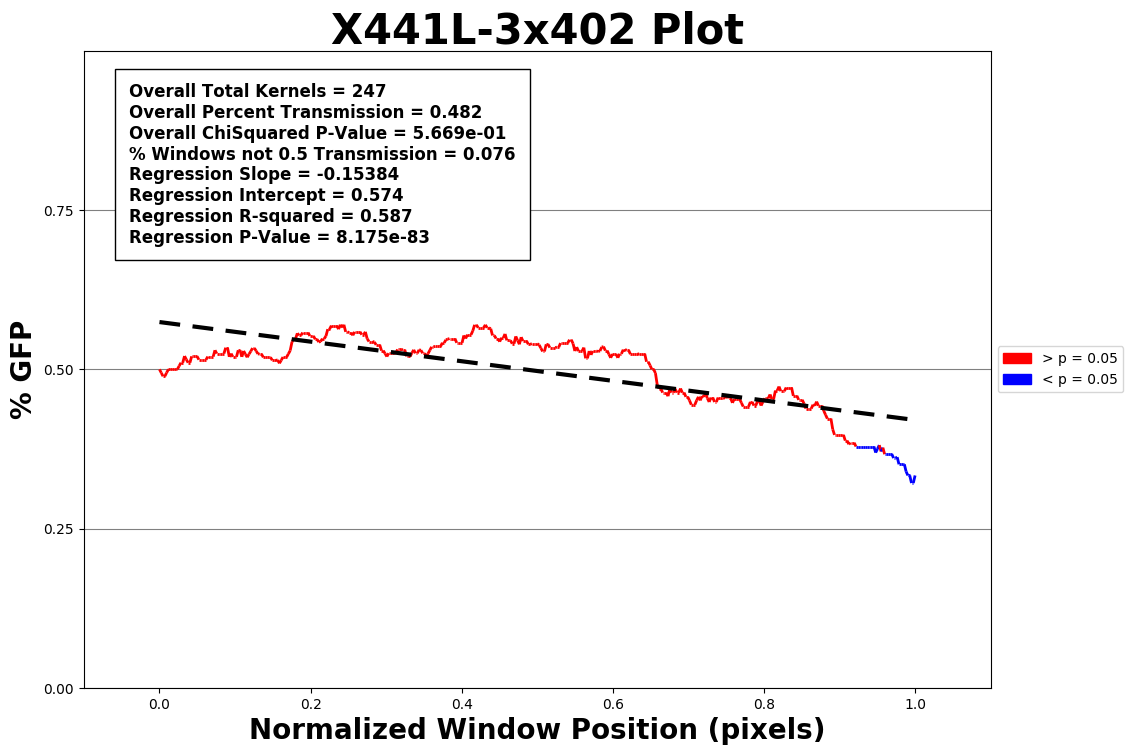 X441L-3x402 Plot
Overall Total Kernels = 247
Overall Percent Transmission = 0.482
Overall ChiSquared P-Value = 5.669e-01
% Windows not 0.5 Transmission = 0.076
Regression Slope = -0.15384
Regression Intercept = 0.574
Regression R-squared = 0.587
Regression P-Value = 8.175e-83
% GFP
0.75
0.50
0.25
0.00
> p = 0.05
< p = 0.05
0.0 0.2 0.4 0.6 0.8 1.0
Normalized Window Position (pixels)